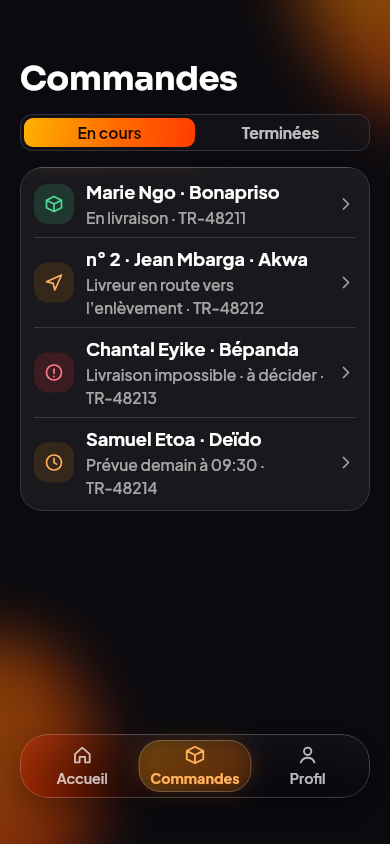 Commandes
En cours
Terminées
Marie Ngo · Bonapriso
En livraison · TR-48211
n° 2 · Jean Mbarga · Akwa
Livreur en route vers
l’enlèvement · TR-48212
Chantal Eyike · Bépanda
Livraison impossible · à décider ·
TR-48213
Samuel Etoa · Deïdo
Prévue demain à 09:30 ·
TR-48214
Accueil
Commandes
Profil